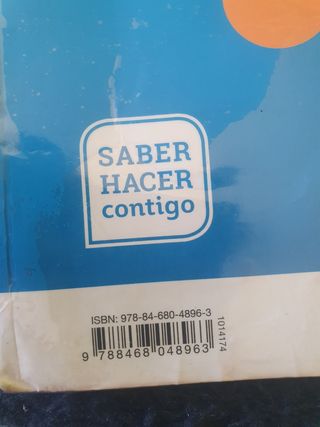 SABER
HACER
contigo
ISBN: 978-84-680-4896-3
9 788468 048963
1014174